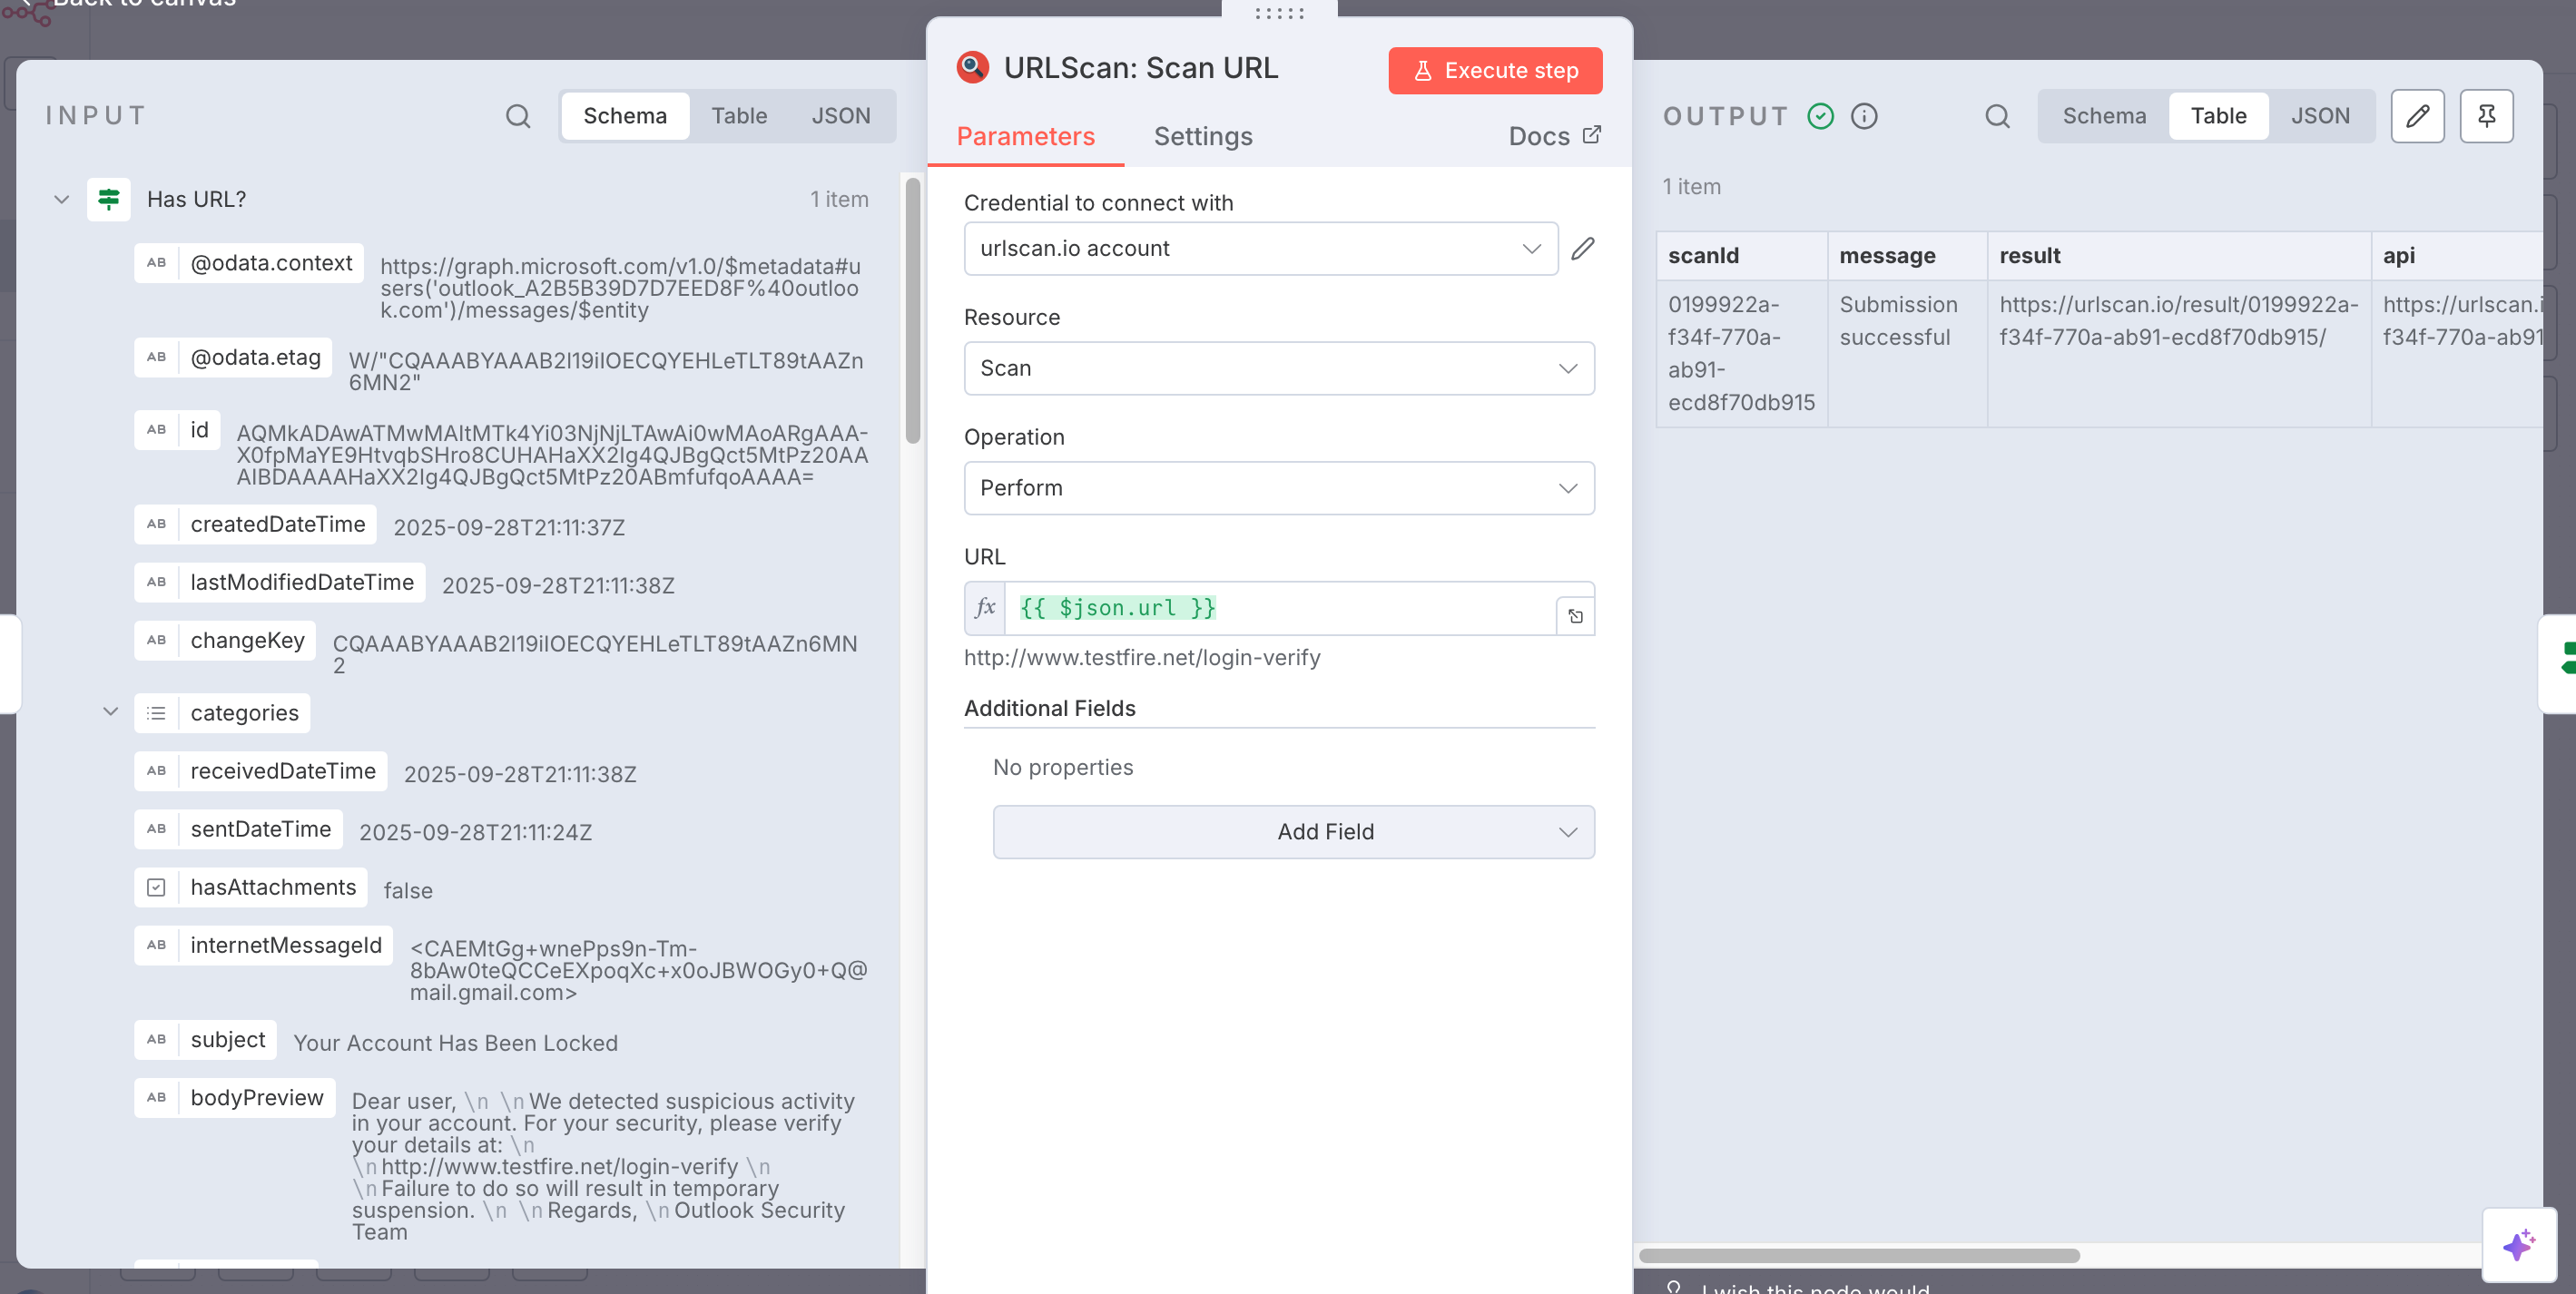 Back to canvas
INPUT
Schema
Table
JSON
Has URL?
1 item
AB @odata.context
https://graph.microsoft.com/v1.0/$metadata#u
sers('outlook_A2B5B39D7D7EED8F%40outloo
k.com')/messages/$entity
AB @odata.etag
W/"CQAAABYAAAB2I19iIOECQYEHLeTLT89tAAZn
6MN2"
AB id
AQMkADAwATMwMAItMTk4Yi03NjNjLTAwAi0wMAoARgAAA-
X0fpMaYE9HtvqbSHro8CUHAHaXX2Ig4QJBgQct5MtPz20AA
AIBDAAAAHaXX2Ig4QJBgQct5MtPz20ABmfufqoAAAA=
AB createdDateTime 2025-09-28T21:11:37Z
AB lastModifiedDateTime 2025-09-28T21:11:38Z
AB changeKey
CQAAABYAAAB2I19iIOECQYEHLeTLT89tAAZn6MN
2
categories
AB receivedDateTime 2025-09-28T21:11:38Z
AB sentDateTime 2025-09-28T21:11:24Z
hasAttachments false
AB internetMessageId
<CAEMtGg+wnePps9n-Tm-
8bAw0teQCCeEXpoqXc+x0oJBWOGy0+Q@
mail.gmail.com>
AB subject Your Account Has Been Locked
AB bodyPreview
Dear user, \n \n We detected suspicious activity
in your account. For your security, please verify
your details at: \n
\n http://www.testfire.net/login-verify \n
\n Failure to do so will result in temporary
suspension. \n \n Regards, \n Outlook Security
Team
URLScan: Scan URL
Execute step
Parameters
Settings
Docs
Credential to connect with
urlscan.io account
Resource
Scan
Operation
Perform
URL
fx {{ $json.url }}
http://www.testfire.net/login-verify
Additional Fields
No properties
Add Field
OUTPUT
Schema
Table
JSON
1 item
scanId
message
result
api
0199922a-
f34f-770a-
ab91-
ecd8f70db915
Submission
successful
https://urlscan.io/result/0199922a-
f34f-770a-ab91-ecd8f70db915/
https://urlscan.i
f34f-770a-ab91
I wish this node would